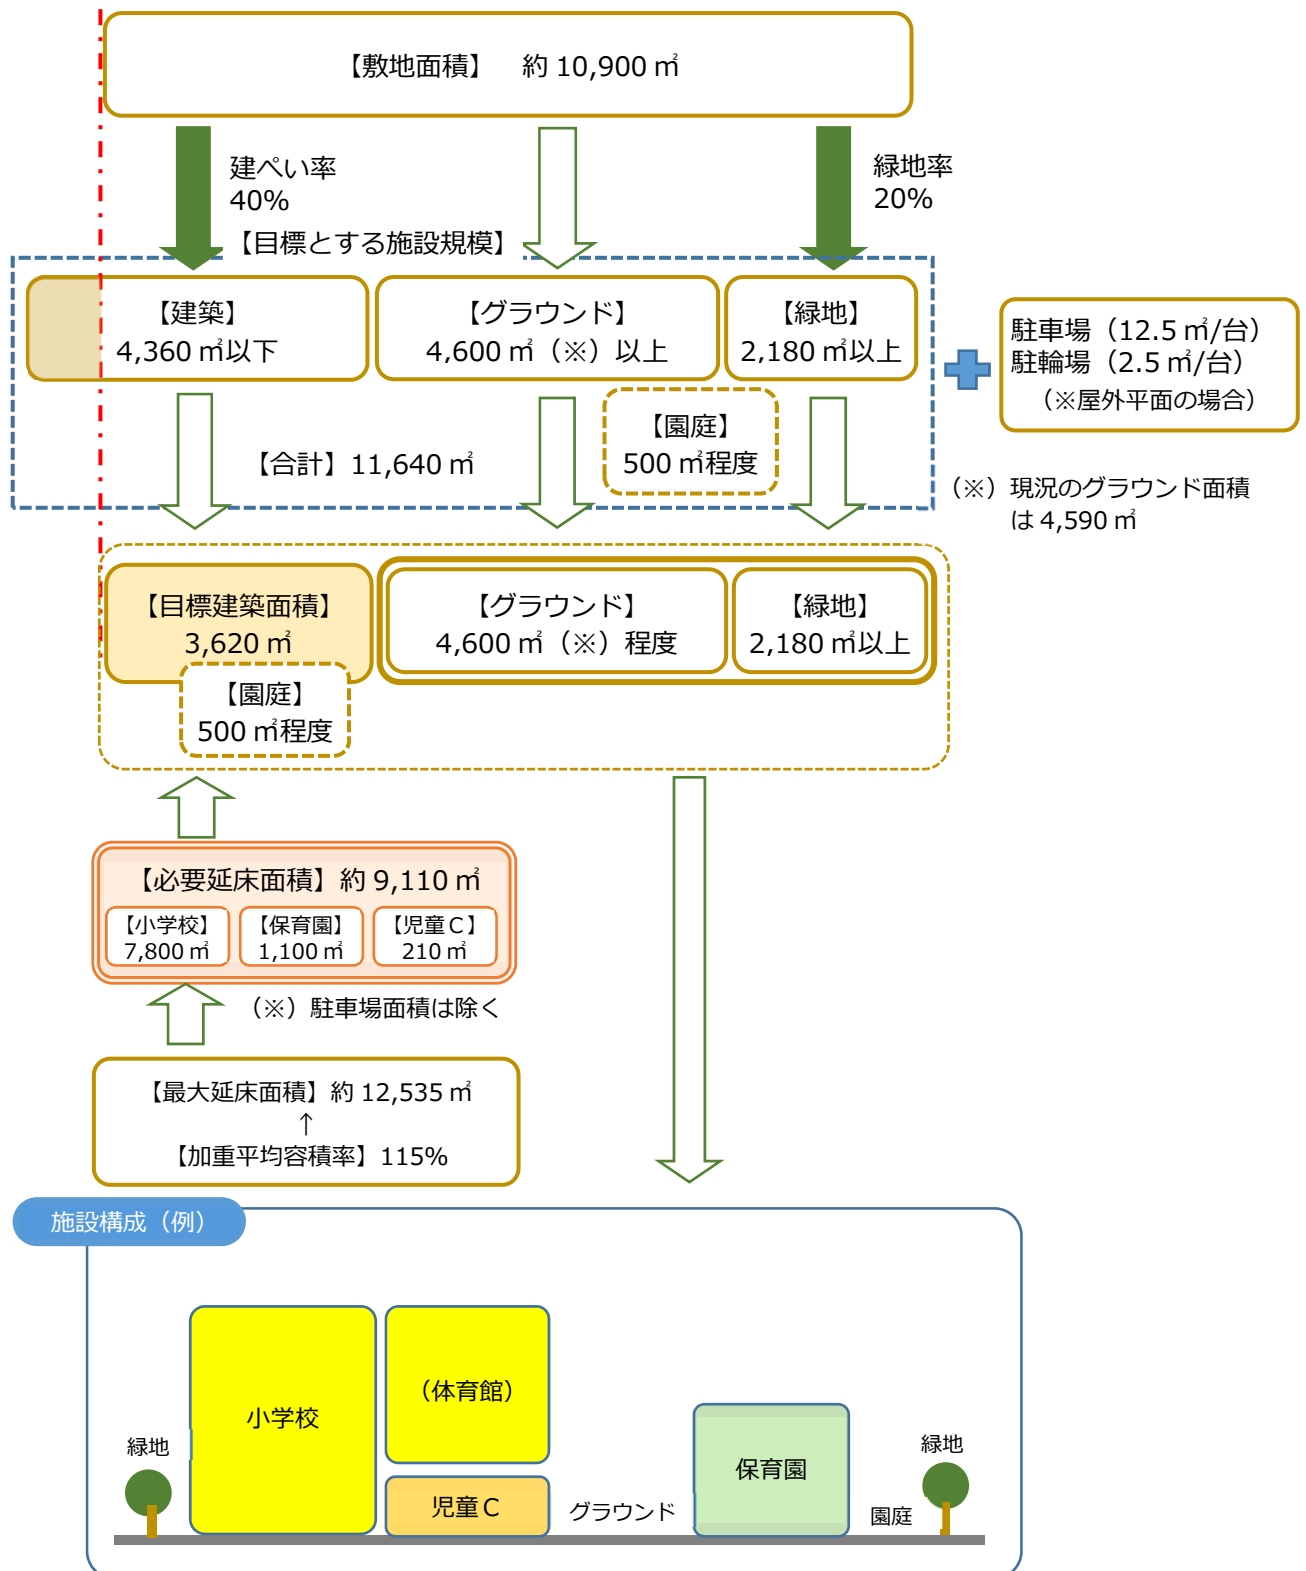 【敷地面積】 約 10,900 ㎡
建ぺい率
40%
緑地率
20%
【目標とする施設規模】
【建築】
4,360 ㎡以下
【グラウンド】
4,600 ㎡（※）以上
【緑地】
2,180 ㎡以上
駐車場（12.5 ㎡/台）
駐輪場（2.5 ㎡/台）
（※屋外平面の場合）
【園庭】
500 ㎡程度
【合計】11,640 ㎡
（※）現況のグラウンド面積
は 4,590 ㎡
【目標建築面積】
3,620 ㎡
【グラウンド】
4,600 ㎡（※）程度
【緑地】
2,180 ㎡以上
【園庭】
500 ㎡程度
【必要延床面積】約 9,110 ㎡
【小学校】
7,800 ㎡
【保育園】
1,100 ㎡
【児童Ｃ】
210 ㎡
（※）駐車場面積は除く
【最大延床面積】約 12,535 ㎡
↑
【加重平均容積率】115%
施設構成（例）
小学校
（体育館）
児童Ｃ
緑地
グラウンド
保育園
園庭
緑地